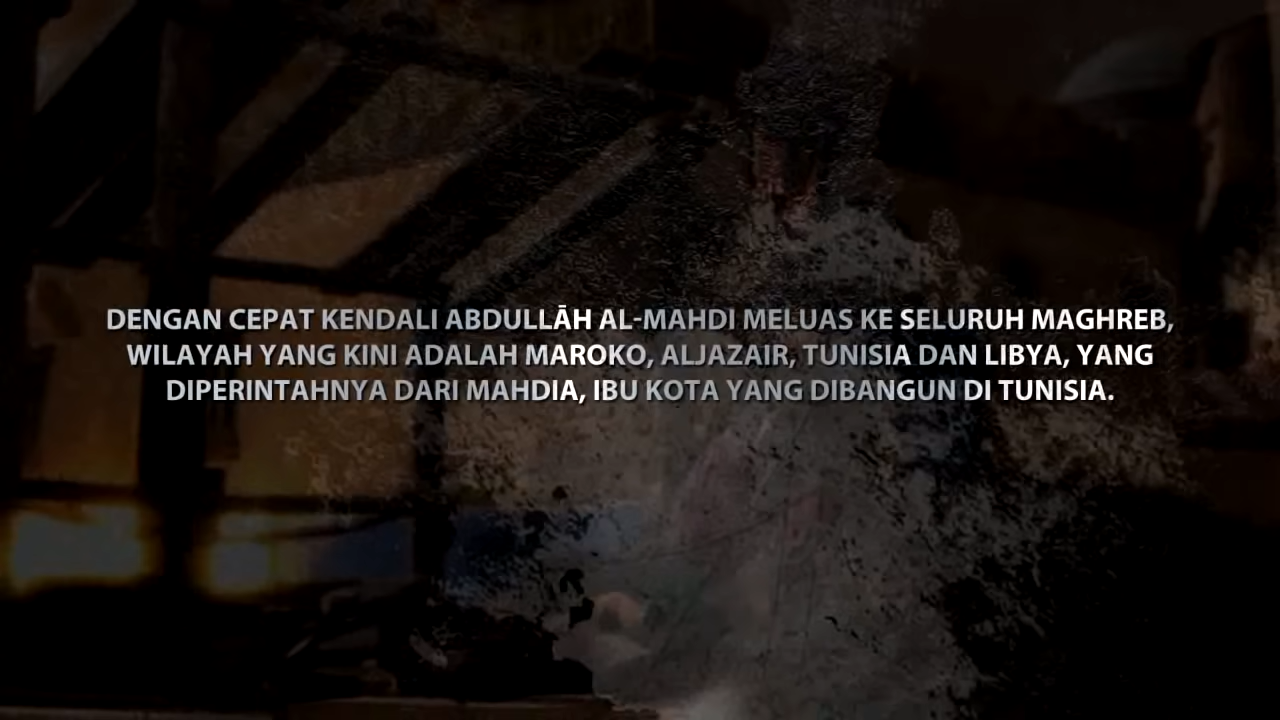 DENGAN CEPAT KENDALI ABDULLĀH AL-MAHDI MELUAS KE SELURUH MAGHREB,
WILAYAH YANG KINI ADALAH MAROKO, ALJAZAIR, TUNISIA DAN LIBYA, YANG
DIPERINTAHNYA DARI MAHDIA, IBU KOTA YANG DIBANGUN DI TUNISIA.